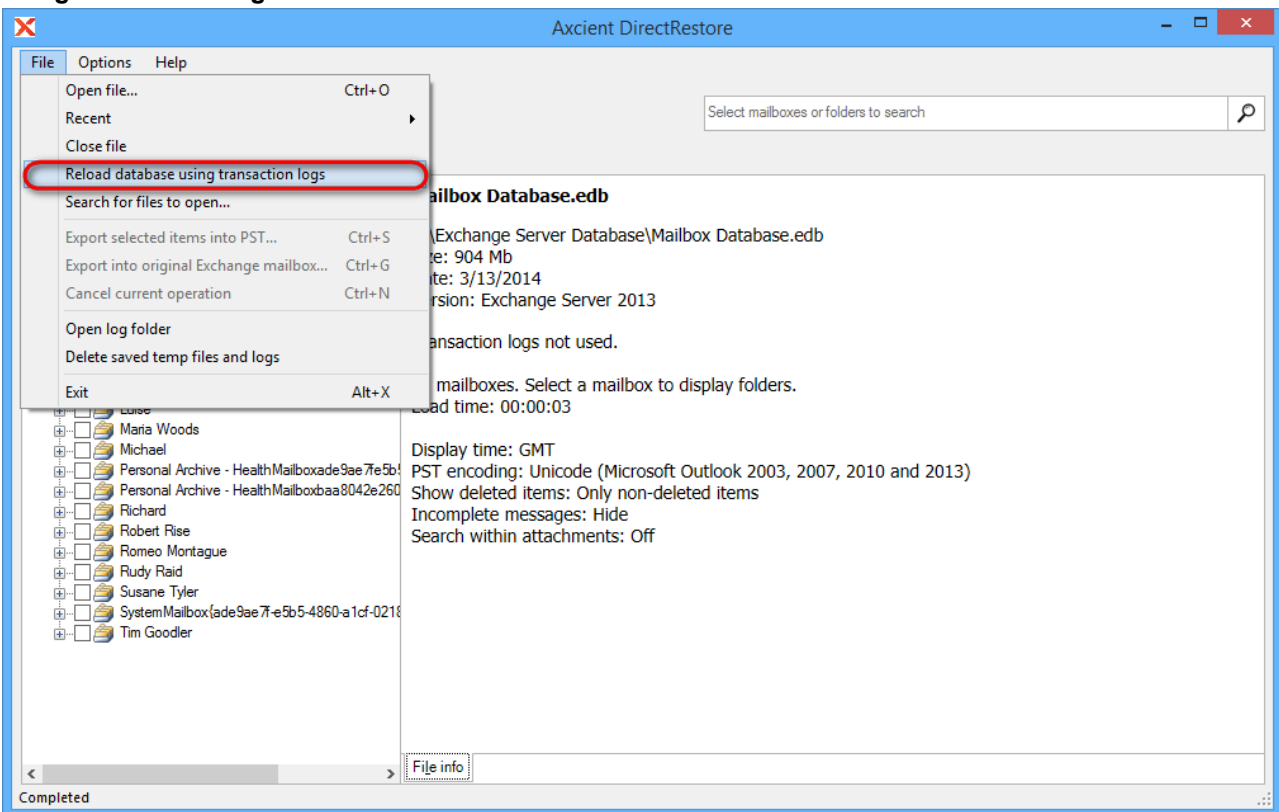 Axcient DirectRestore
File Options Help
Open file... Ctrl+O
Recent
Close file
Reload database using transaction logs
Search for files to open...
Export selected items into PST... Ctrl+S
Export into original Exchange mailbox... Ctrl+G
Cancel current operation Ctrl+N
Open log folder
Delete saved temp files and logs
Exit Alt+X
Select mailboxes or folders to search
Luise
Maria Woods
Michael
Personal Archive - HealthMailboxade9ae7fe5b5
Personal Archive - HealthMailboxbaa8042e260
Richard
Robert Rise
Romeo Montague
Rudy Raid
Susane Tyler
SystemMailbox{ade9ae7f-e5b5-4860-a1cf-0218
Tim Goodler
ailbox Database.edb
\Exchange Server Database\Mailbox Database.edb
ze: 904 Mb
te: 3/13/2014
rsion: Exchange Server 2013
ansaction logs not used.
mailboxes. Select a mailbox to display folders.
Load time: 00:00:03
Display time: GMT
PST encoding: Unicode (Microsoft Outlook 2003, 2007, 2010 and 2013)
Show deleted items: Only non-deleted items
Incomplete messages: Hide
Search within attachments: Off
File info
Completed